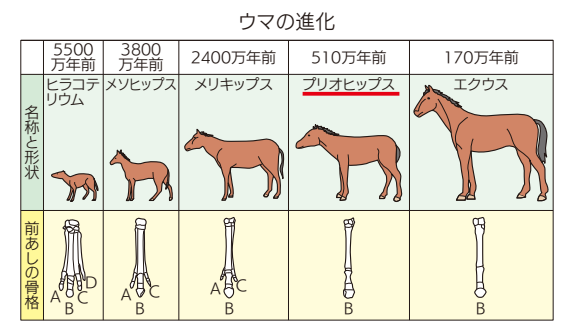 ウマの進化
5500
万年前
3800
万年前
2400万年前
510万年前
170万年前
名称と形状
ヒラコテ
リウム
メソヒップス
メリキップス
プリオヒップス
エクウス
前あしの骨格
A
B
C
D
A
B
C
A
B
C
B
B